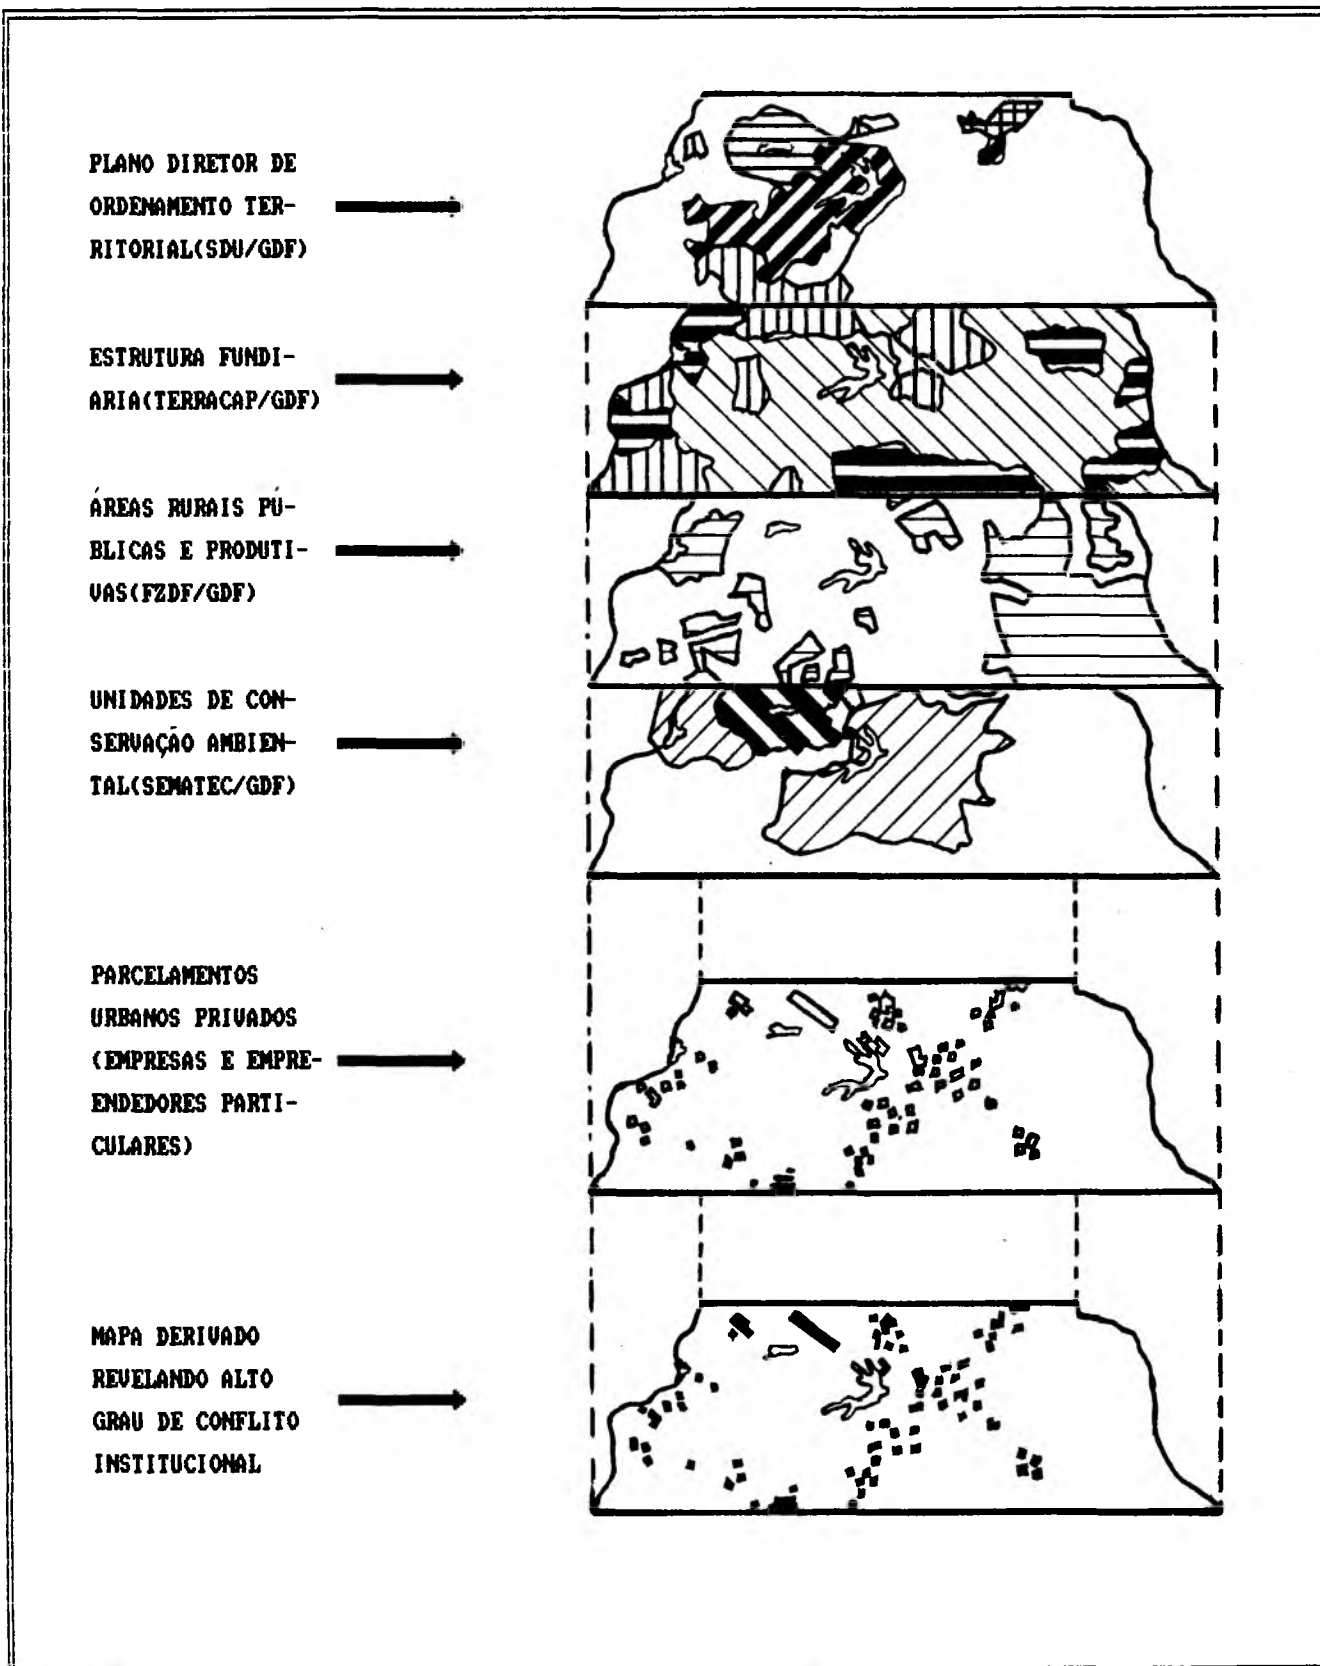 PLANO DIRETOR DE
ORDENAMENTO TER-
RITORIAL(SDU/GDF)
ESTRUTURA FUNDI-
ARIA(TERRACAP/GDF)
ÁREAS RURAIS PÚ-
BLICAS E PRODUTI-
VAS(FZDF/GDF)
UNIDADES DE CON-
SERVAÇÃO AMBIEN-
TAL(SEMATEC/GDF)
PARCELAMENTOS
URBANOS PRIVADOS
(EMPRESAS E EMPRE-
ENDEDORES PARTI-
CULARES)
MAPA DERIVADO
REVELANDO ALTO
GRAU DE CONFLITO
INSTITUCIONAL